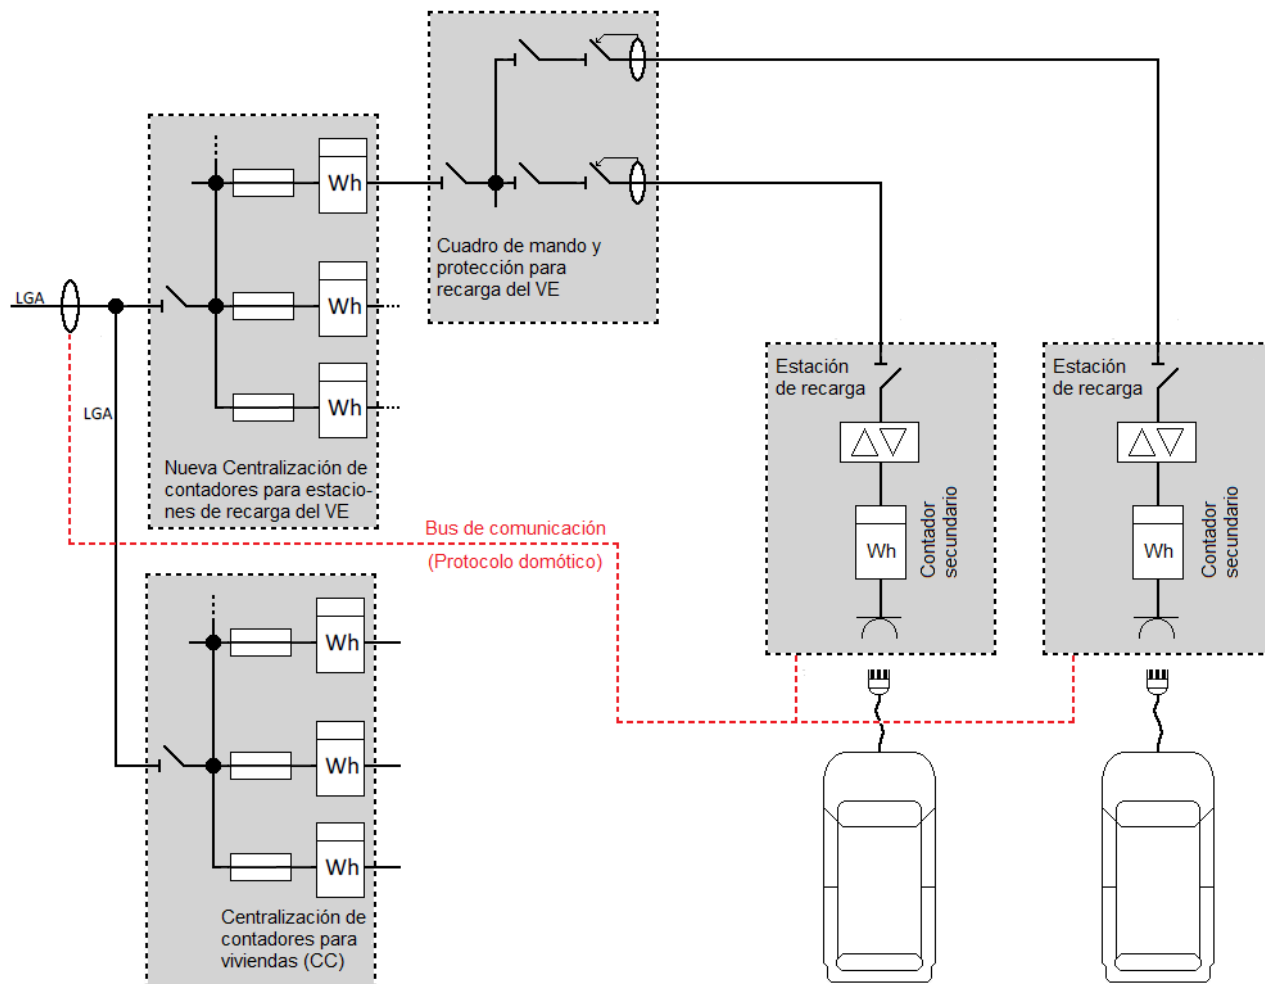 Wh
Cuadro de mando y
protección para
recarga del VE
LGA
Wh
Wh
LGA
Nueva Centralización de
contadores para estacio-
nes de recarga del VE
Estación
de recarga
Wh
Contador
secundario
Estación
de recarga
Wh
Contador
secundario
Bus de comunicación
(Protocolo domótico)
Wh
Wh
Wh
Centralización de
contadores para
viviendas (CC)